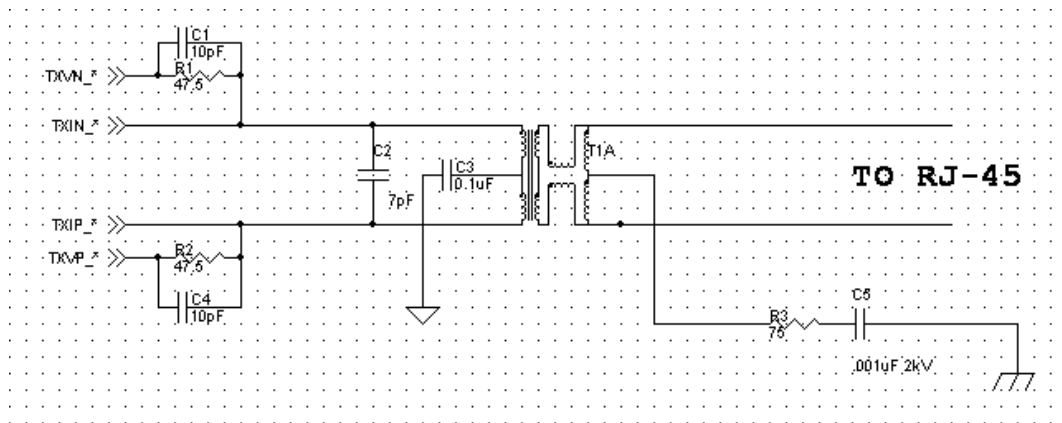 C1
10pF
TXVN_*
R1
47.5
TXIN_*
C2
7pF
C3
0.1uF
T1A
TO RJ-45
TXIP_*
TXVP_*
R2
47.5
C4
10pF
R3
75
C5
.001uF 2kV